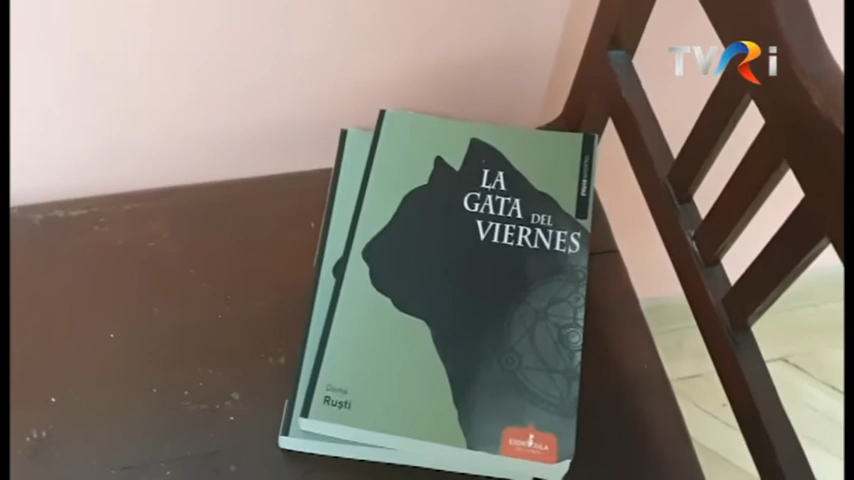 TVRi
LA
GATA DEL
VIERNES
Doina
Ruști